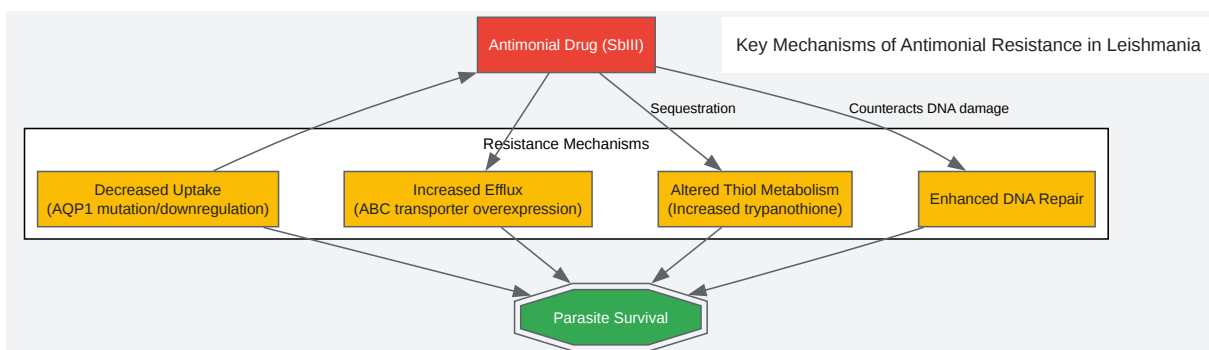 Antimonial Drug (SbIII)
Key Mechanisms of Antimonial Resistance in Leishmania
Sequestration
Counteracts DNA damage
Resistance Mechanisms
Decreased Uptake
(AQP1 mutation/downregulation)
Increased Efflux
(ABC transporter overexpression)
Altered Thiol Metabolism
(Increased trypanothione)
Enhanced DNA Repair
Parasite Survival